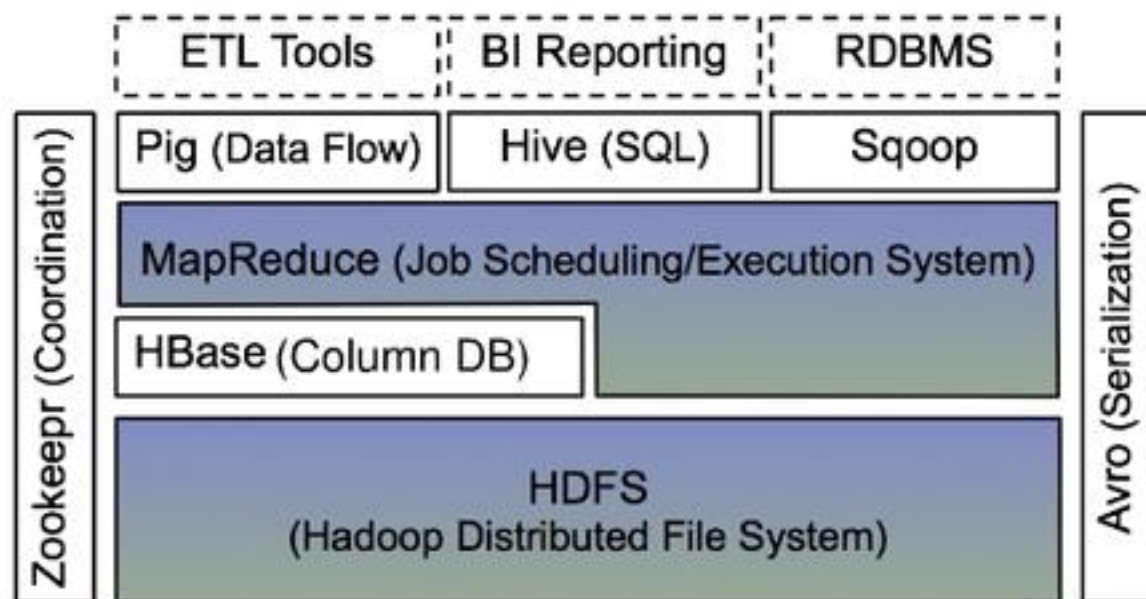 ETL Tools
BI Reporting
RDBMS
Zookeepr (Coordination)
Pig (Data Flow)
Hive (SQL)
Sqoop
Avro (Serialization)
MapReduce (Job Scheduling/Execution System)
HBase (Column DB)
HDFS
(Hadoop Distributed File System)